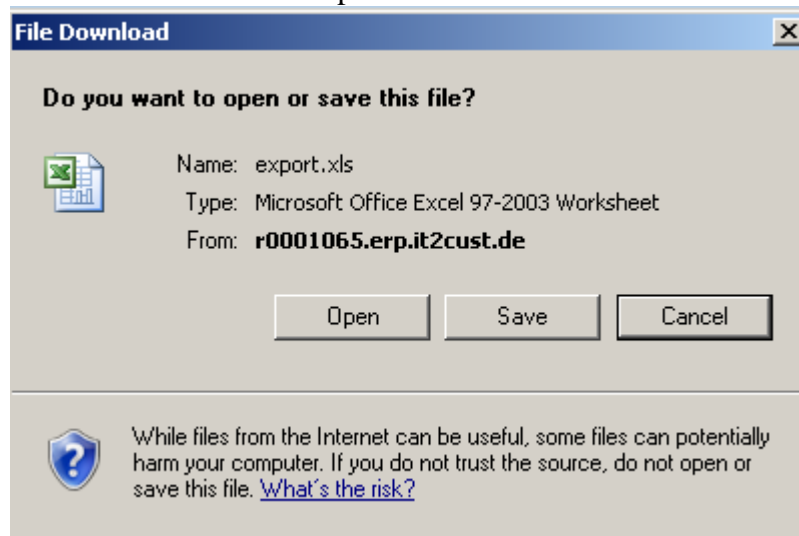 File Download
Do you want to open or save this file?
Name: export.xls
Type: Microsoft Office Excel 97-2003 Worksheet
From: r0001065.erp.it2cust.de
Open Save Cancel
While files from the Internet can be useful, some files can potentially
harm your computer. If you do not trust the source, do not open or
save this file. What's the risk?